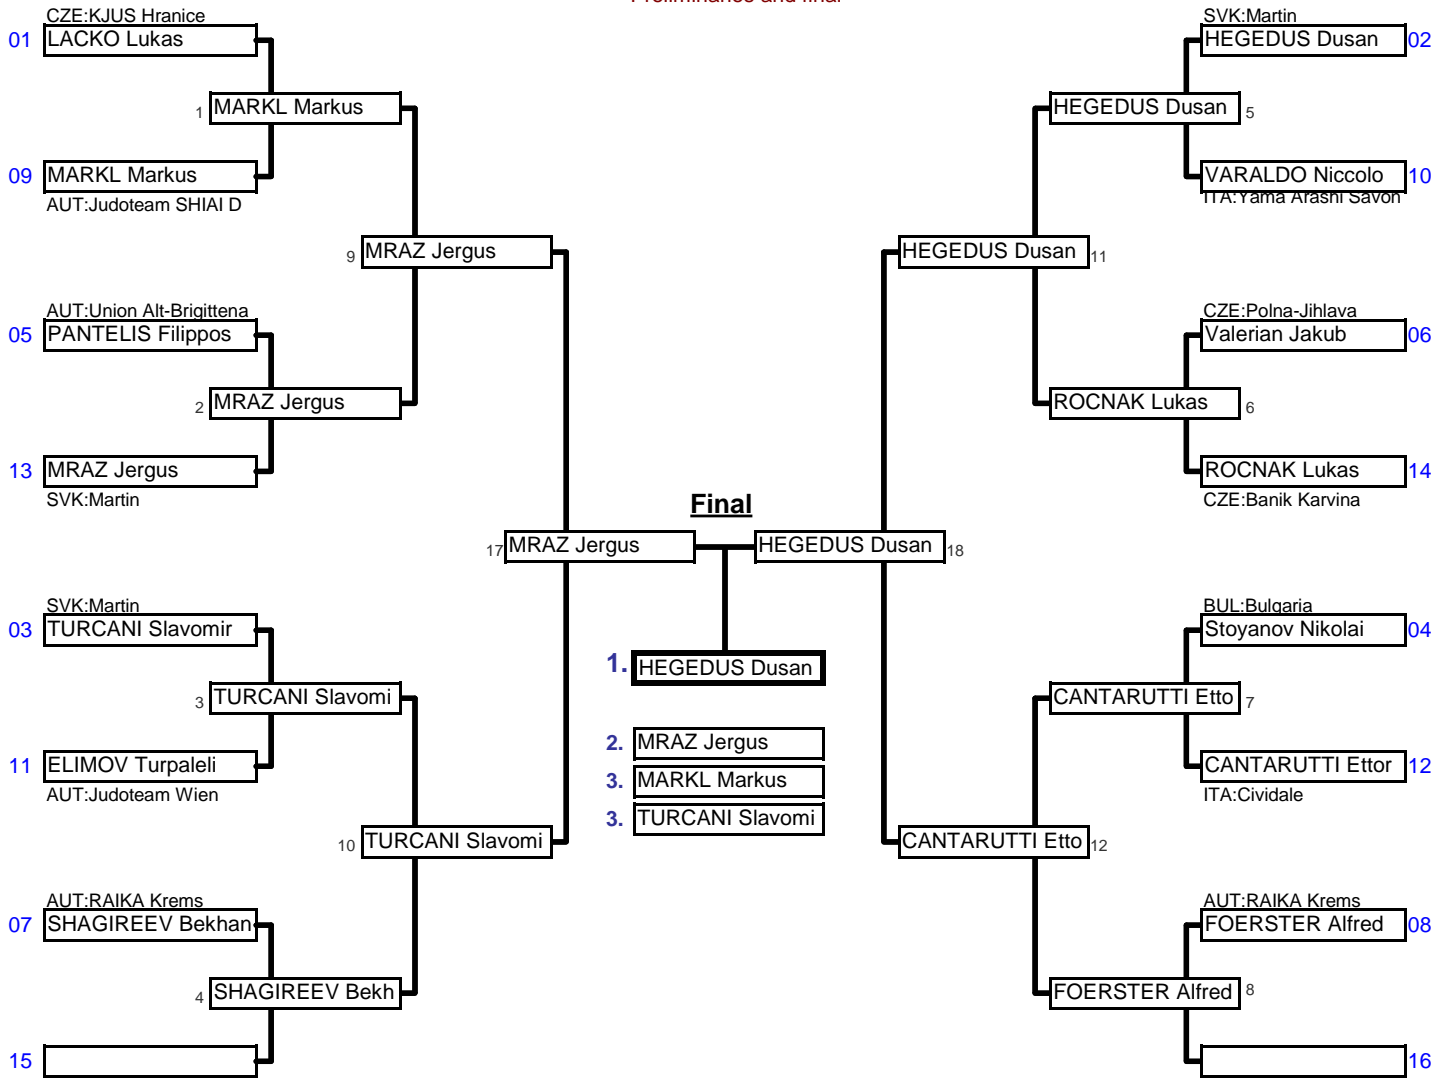 Preliminaries and final
CZE:KJUS Hranice
01 LACKO Lukas
1 MARKL Markus
09 MARKL Markus
AUT:Judoteam SHIAI D
9 MRAZ Jergus
AUT:Union Alt-Brigittena
05 PANTELIS Filippos
2 MRAZ Jergus
13 MRAZ Jergus
SVK:Martin
17 MRAZ Jergus
SVK:Martin
03 TURCANI Slavomir
3 TURCANI Slavomi
11 ELIMOV Turpaleli
AUT:Judoteam Wien
10 TURCANI Slavomi
AUT:RAIKA Krems
07 SHAGIREEV Bekhan
4 SHAGIREEV Bekh
15
Final
1. HEGEDUS Dusan
2. MRAZ Jergus
3. MARKL Markus
3. TURCANI Slavomi
SVK:Martin
HEGEDUS Dusan 02
HEGEDUS Dusan 5
VARALDO Niccolo 10
ITA:Yama Arashi Savon
HEGEDUS Dusan 11
CZE:Polna-Jihlava
Valerian Jakub 06
ROCNAK Lukas 6
ROCNAK Lukas 14
CZE:Banik Karvina
HEGEDUS Dusan 18
BUL:Bulgaria
Stoyanov Nikolai 04
CANTARUTTI Etto 7
CANTARUTTI Ettor 12
ITA:Cividale
CANTARUTTI Etto 12
AUT:RAIKA Krems
FOERSTER Alfred 08
FOERSTER Alfred 8
16